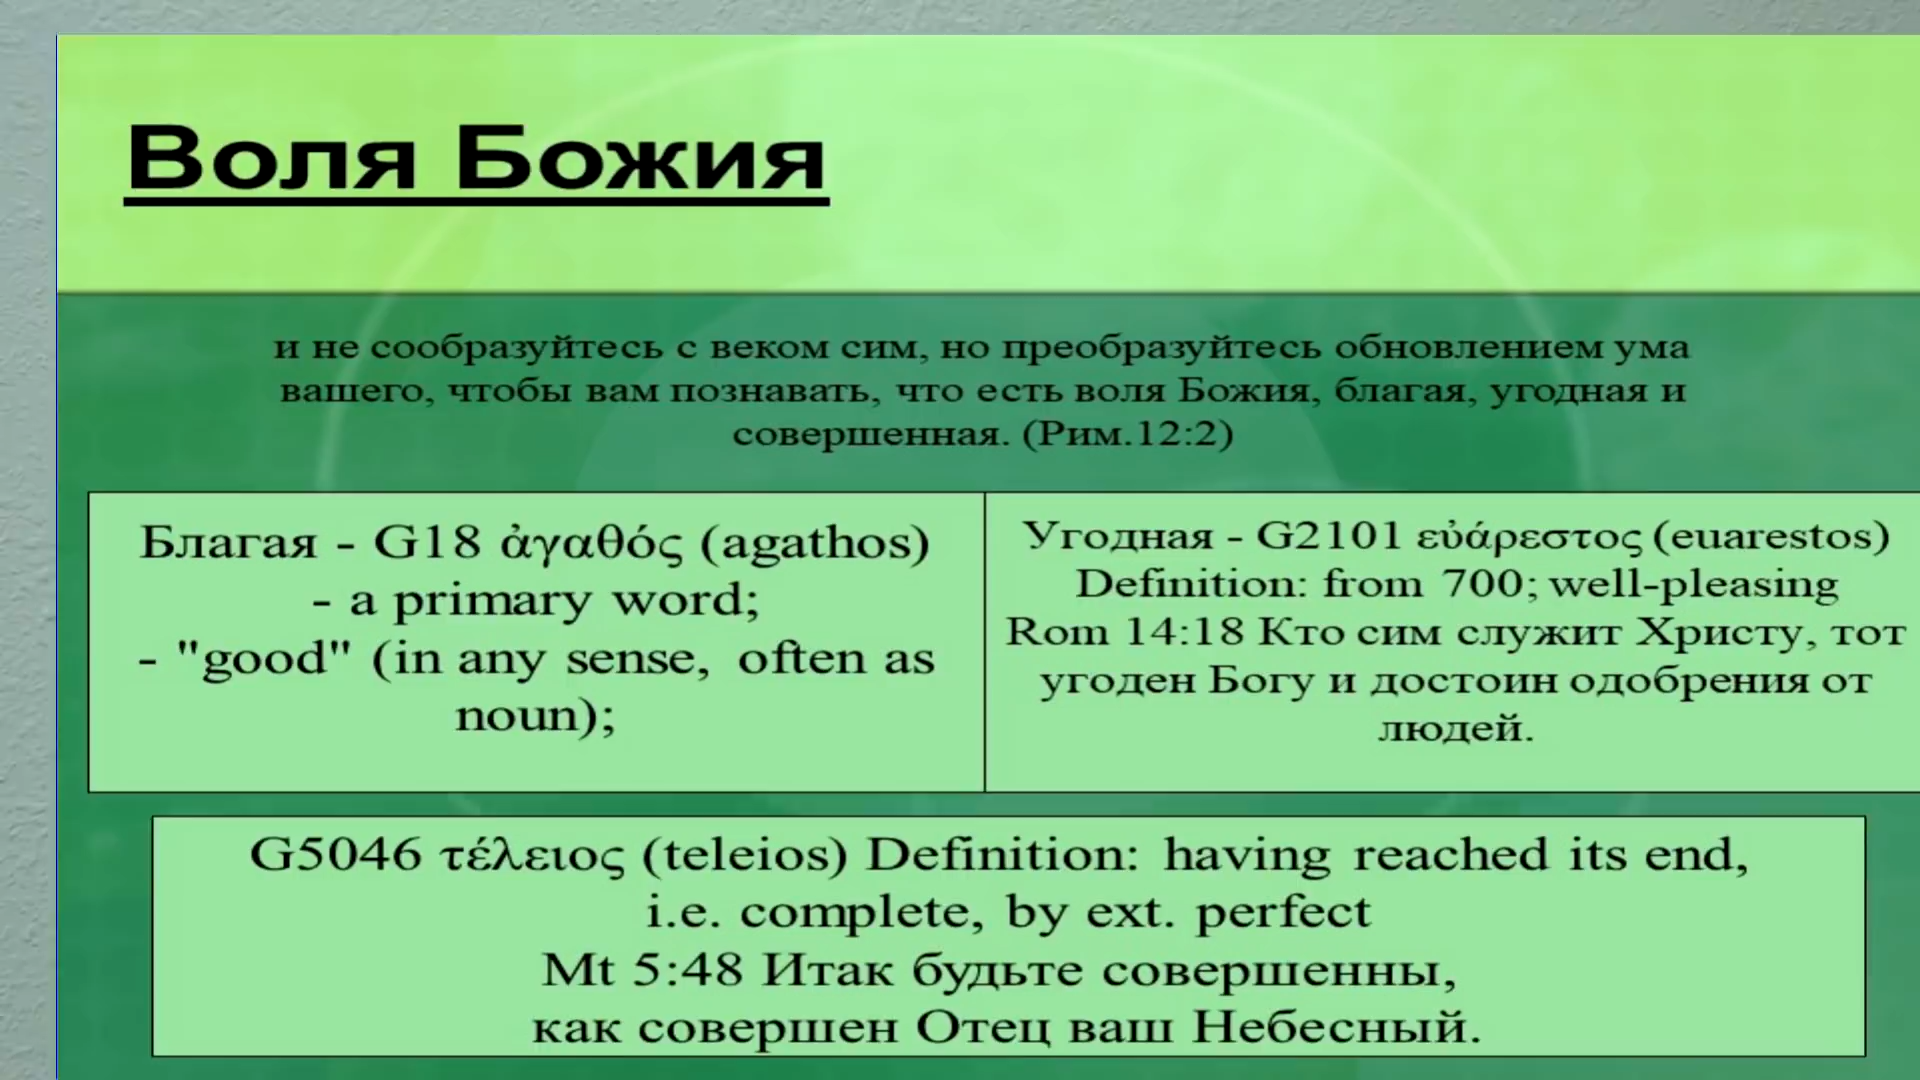 Воля Божия
и не сообразуйтесь с веком сим, но преобразуйтесь обновлением ума
вашего, чтобы вам познавать, что есть воля Божия, благая, угодная и
совершенная. (Рим.12:2)
Благая - G18 ἀγαθός (agathos)
- a primary word;
- "good" (in any sense, often as
noun);
Угодная - G2101 εὐάρεστος (euarestos)
Definition: from 700; well-pleasing
Rom 14:18 Кто сим служит Христу, тот
угоден Богу и достоин одобрения от
людей.
G5046 τέλειος (teleios) Definition: having reached its end,
i.e. complete, by ext. perfect
Mt 5:48 Итак будьте совершенны,
как совершен Отец ваш Небесный.